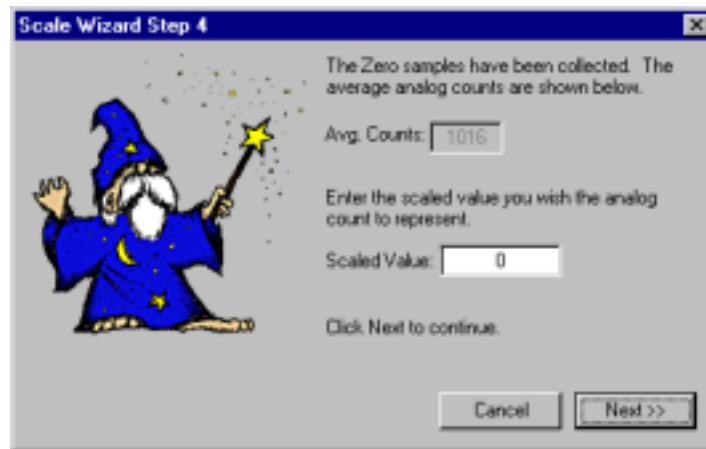 Scale Wizard Step 4
The Zero samples have been collected. The
average analog counts are shown below.
Avg. Counts: 1016
Enter the scaled value you wish the analog
count to represent.
Scaled Value: 0
Click Next to continue.
Cancel
Next >>